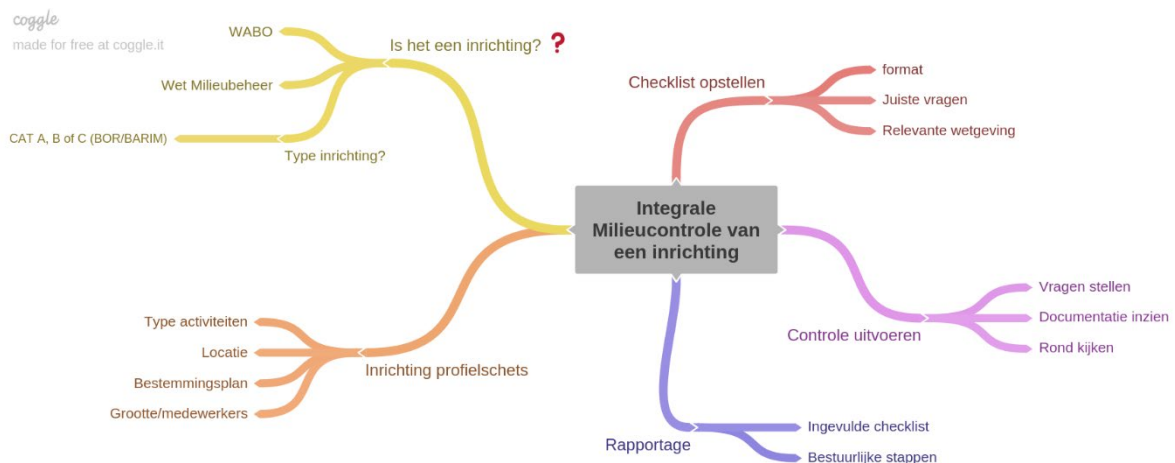 coggle
made for free at coggle.it
WABO
Is het een inrichting?
Wet Milieubeheer
CAT A, B of C (BOR/BARIM)
Type inrichting?
Type activiteiten
Locatie
Bestemmingsplan
Grootte/medewerkers
Inrichting profielschets
Integrale
Milieucontrole van
een inrichting
Checklist opstellen
format
Juiste vragen
Relevante wetgeving
Controle uitvoeren
Vragen stellen
Documentatie inzien
Rond kijken
Rapportage
Ingevulde checklist
Bestuurlijke stappen